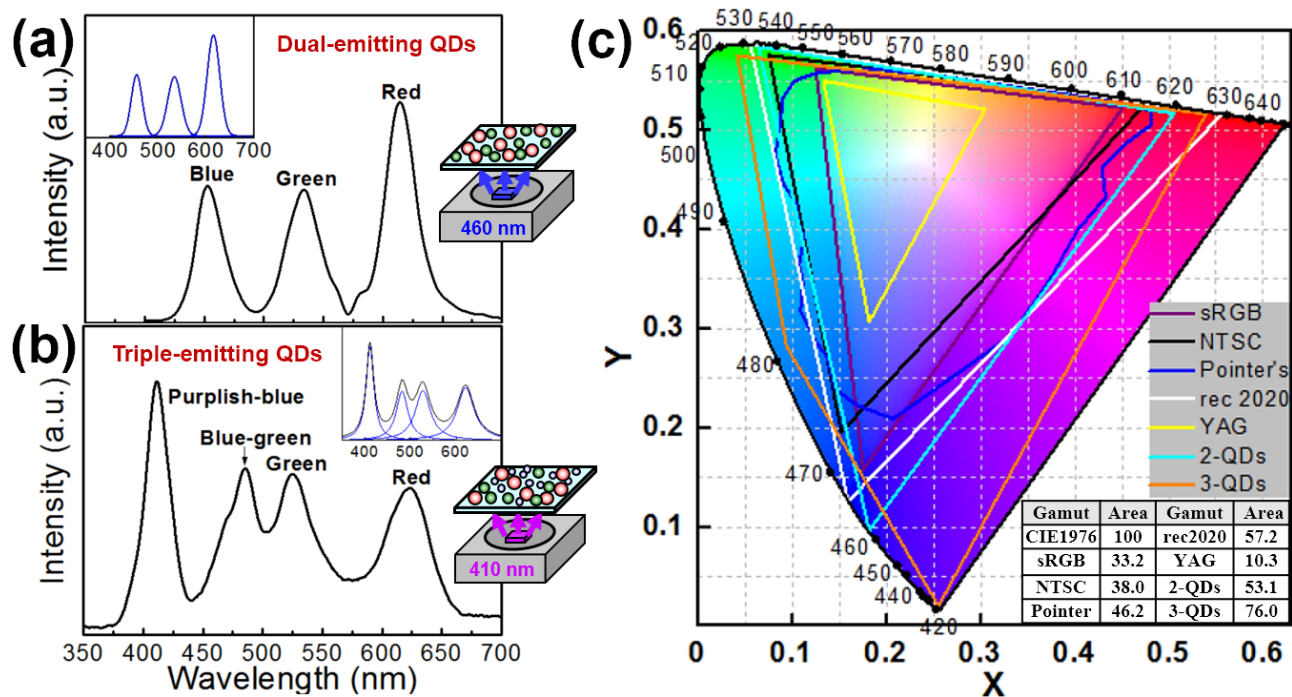 (a)
Dual-emitting QDs
Intensity (a.u.)
400 500 600 700
Blue
Green
Red
460 nm
(b)
Triple-emitting QDs
Intensity (a.u.)
Purplish-blue
Blue-green
Green
Red
400 500 600
410 nm
350 400 450 500 550 600 650 700
Wavelength (nm)
(c)
0.6
0.5
0.4
0.3
0.2
0.1
Y
0 0.1 0.2 0.3 0.4 0.5 0.6
X
420
440
450
460
470
480
490
500
510
520
530
540
550
560
570
580
590
600
610
620
630
640
sRGB
NTSC
Pointer's
rec 2020
YAG
2-QDs
3-QDs
Gamut Area Gamut Area
CIE1976 100 rec2020 57.2
sRGB 33.2 YAG 10.3
NTSC 38.0 2-QDs 53.1
Pointer 46.2 3-QDs 76.0